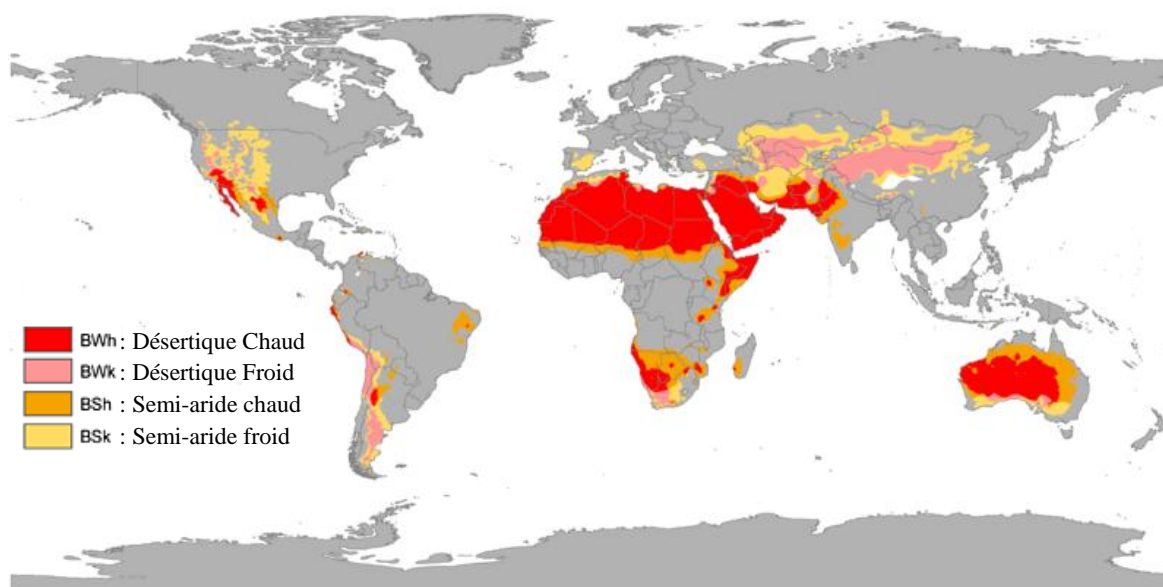 BWh : Désertique Chaud
BWk : Désertique Froid
BSh : Semi-aride chaud
BSk : Semi-aride froid